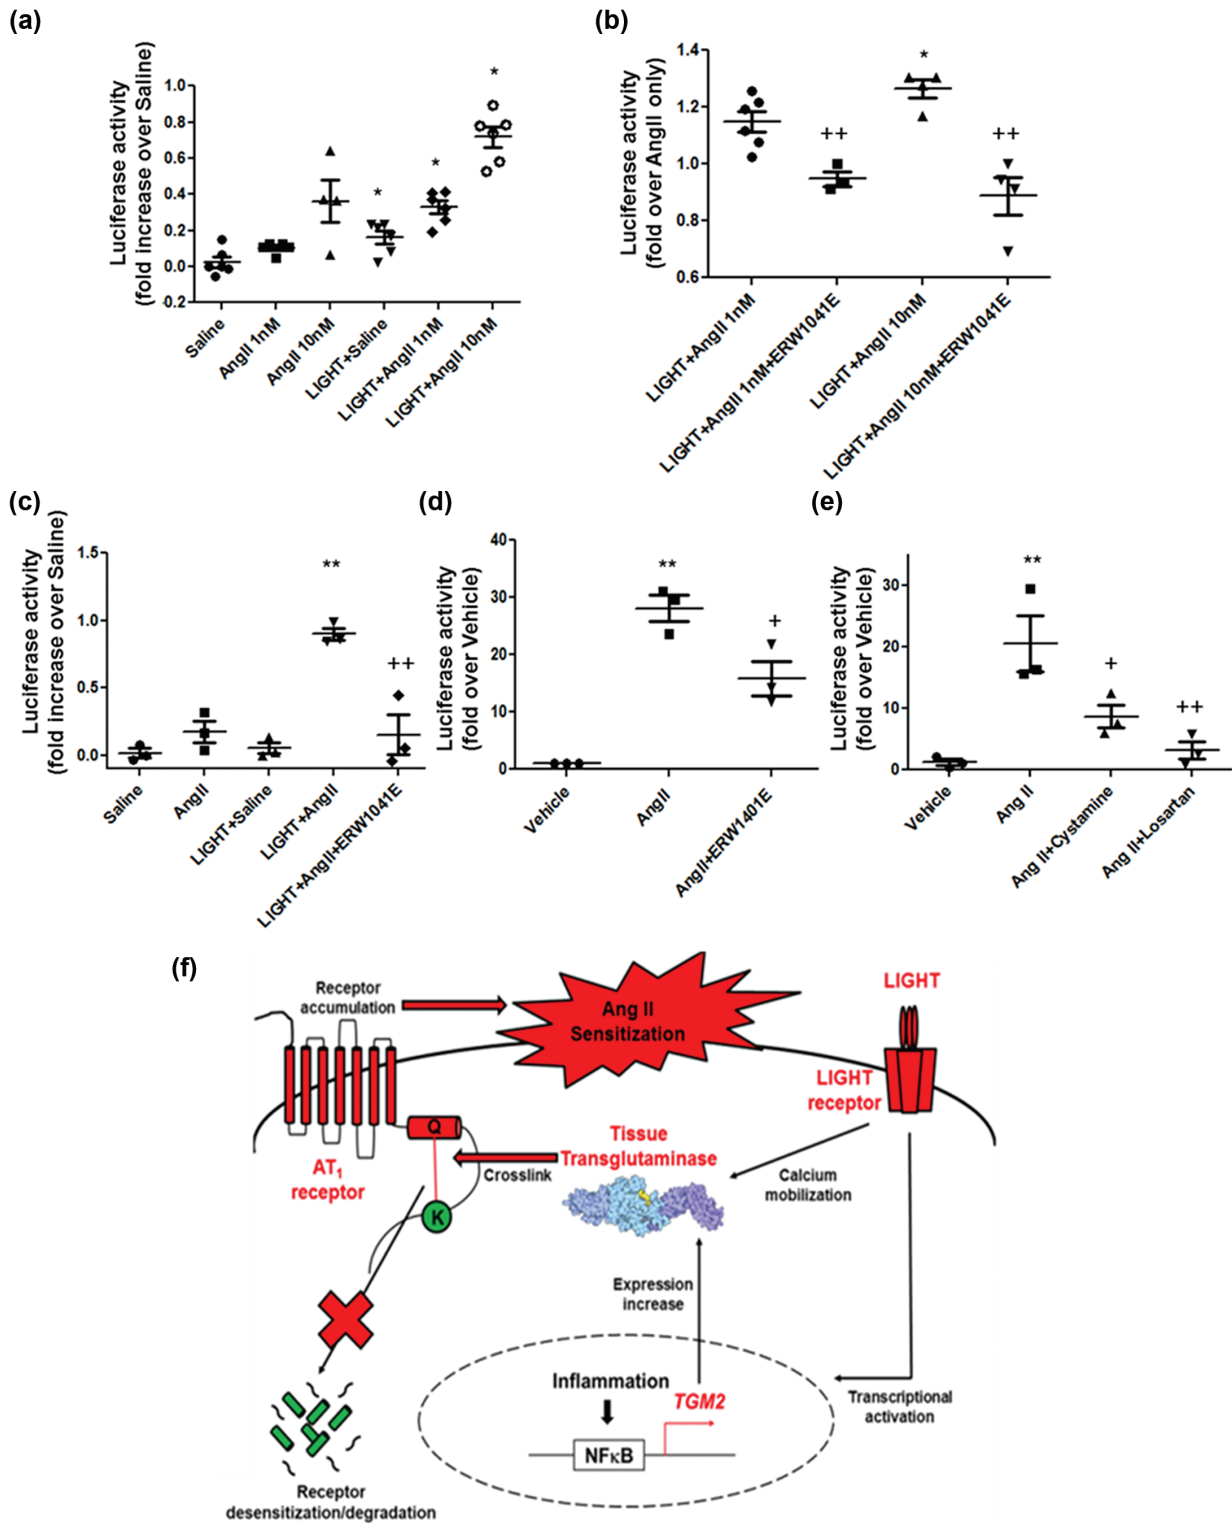 (a)
Luciferase activity
(fold increase over Saline)
1.0
0.8
0.6
0.4
0.2
0.0
0.2
*
*
*
Saline
AngII 1nM
AngII 10nM
LIGHT+Saline
LIGHT+AngII 1nM
LIGHT+AngII 10nM
(b)
Luciferase activity
(fold over AngII only)
1.4
1.2
1.0
0.8
0.6
++
*
++
LIGHT+AngII 1nM
LIGHT+AngII 1nM+ERW1041E
LIGHT+AngII 10nM
LIGHT+AngII 10nM+ERW1041E
(c)
Luciferase activity
(fold increase over Saline)
1.5
1.0
0.5
0.0
**
++
Saline
AngII
LIGHT+Saline
LIGHT+AngII
LIGHT+AngII+ERW1041E
(d)
Luciferase activity
(fold over Vehicle)
40
30
20
10
0
**
+
Vehicle
AngII
AngII+ERW1401E
(e)
Luciferase activity
(fold over Vehicle)
30
20
10
0
**
+
++
Vehicle
Ang II
Ang II+Cystamine
Ang II+Losartan
(f)
Receptor
accumulation
Ang II
Sensitization
LIGHT
LIGHT
receptor
AT1
receptor
Q
K
Crosslink
Tissue
Transglutaminase
Calcium
mobilization
Expression
increase
Inflammation
TGM2
NFκB
Transcriptional
activation
Receptor
desensitization/degradation